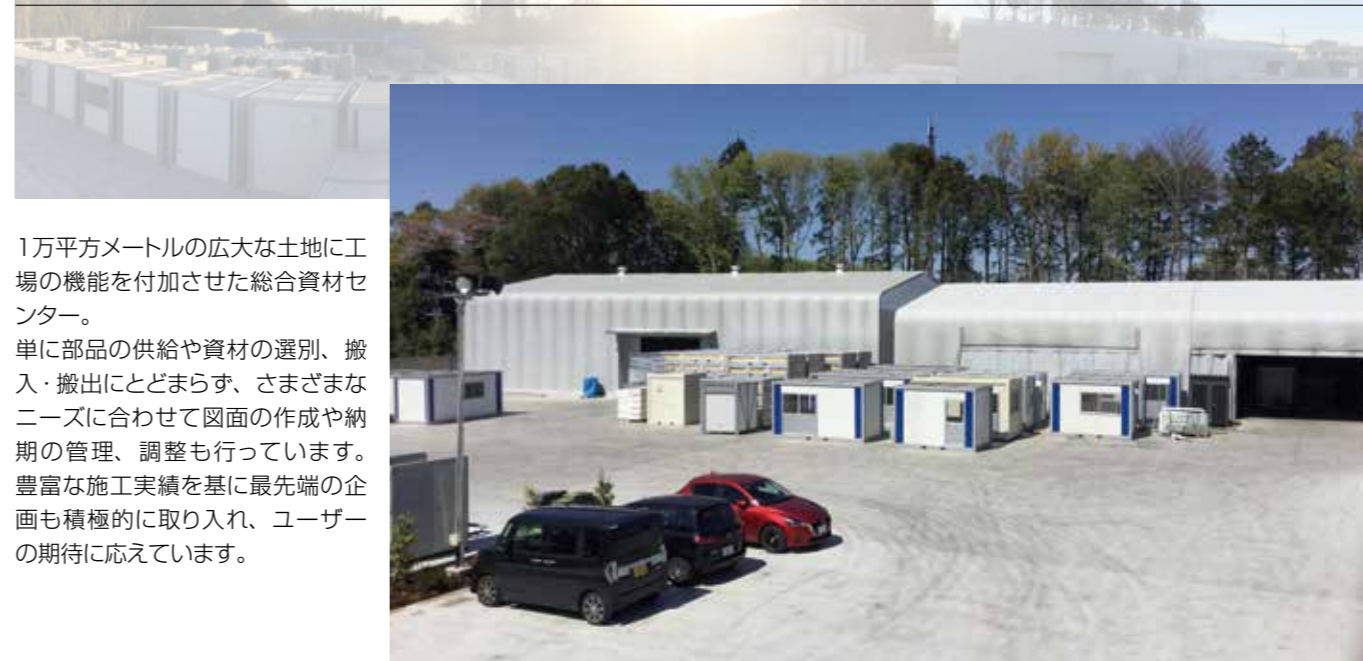 1万平方メートルの広大な土地に工
場の機能を付加させた総合資材セ
ンター。
単に部品の供給や資材の選別、搬
入・搬出にとどまらず、さまざまな
ニーズに合わせて図面の作成や納
期の管理、調整も行っています。
豊富な施工実績を基に最先端の企
画も積極的に取り入れ、ユーザー
の期待に応えています。